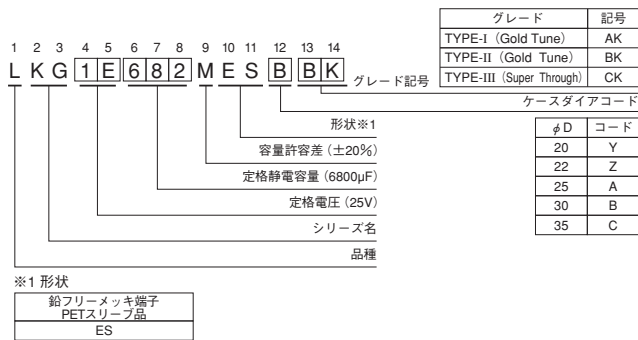 1 2 3 4 5 6 7 8 9 10 11 12 13 14
L K G 1 E 6 8 2 M E S B B K
グレード記号
グレード 記号
TYPE-I (Gold Tune) AK
TYPE-II (Gold Tune) BK
TYPE-III (Super Through) CK
ケースダイアコード
φD コード
20 Y
22 Z
25 A
30 B
35 C
形状※1
容量許容差 (±20%)
定格静電容量 (6800µF)
定格電圧 (25V)
シリーズ名
品種
※1 形状
鉛フリーメッキ端子
PETスリーブ品
ES